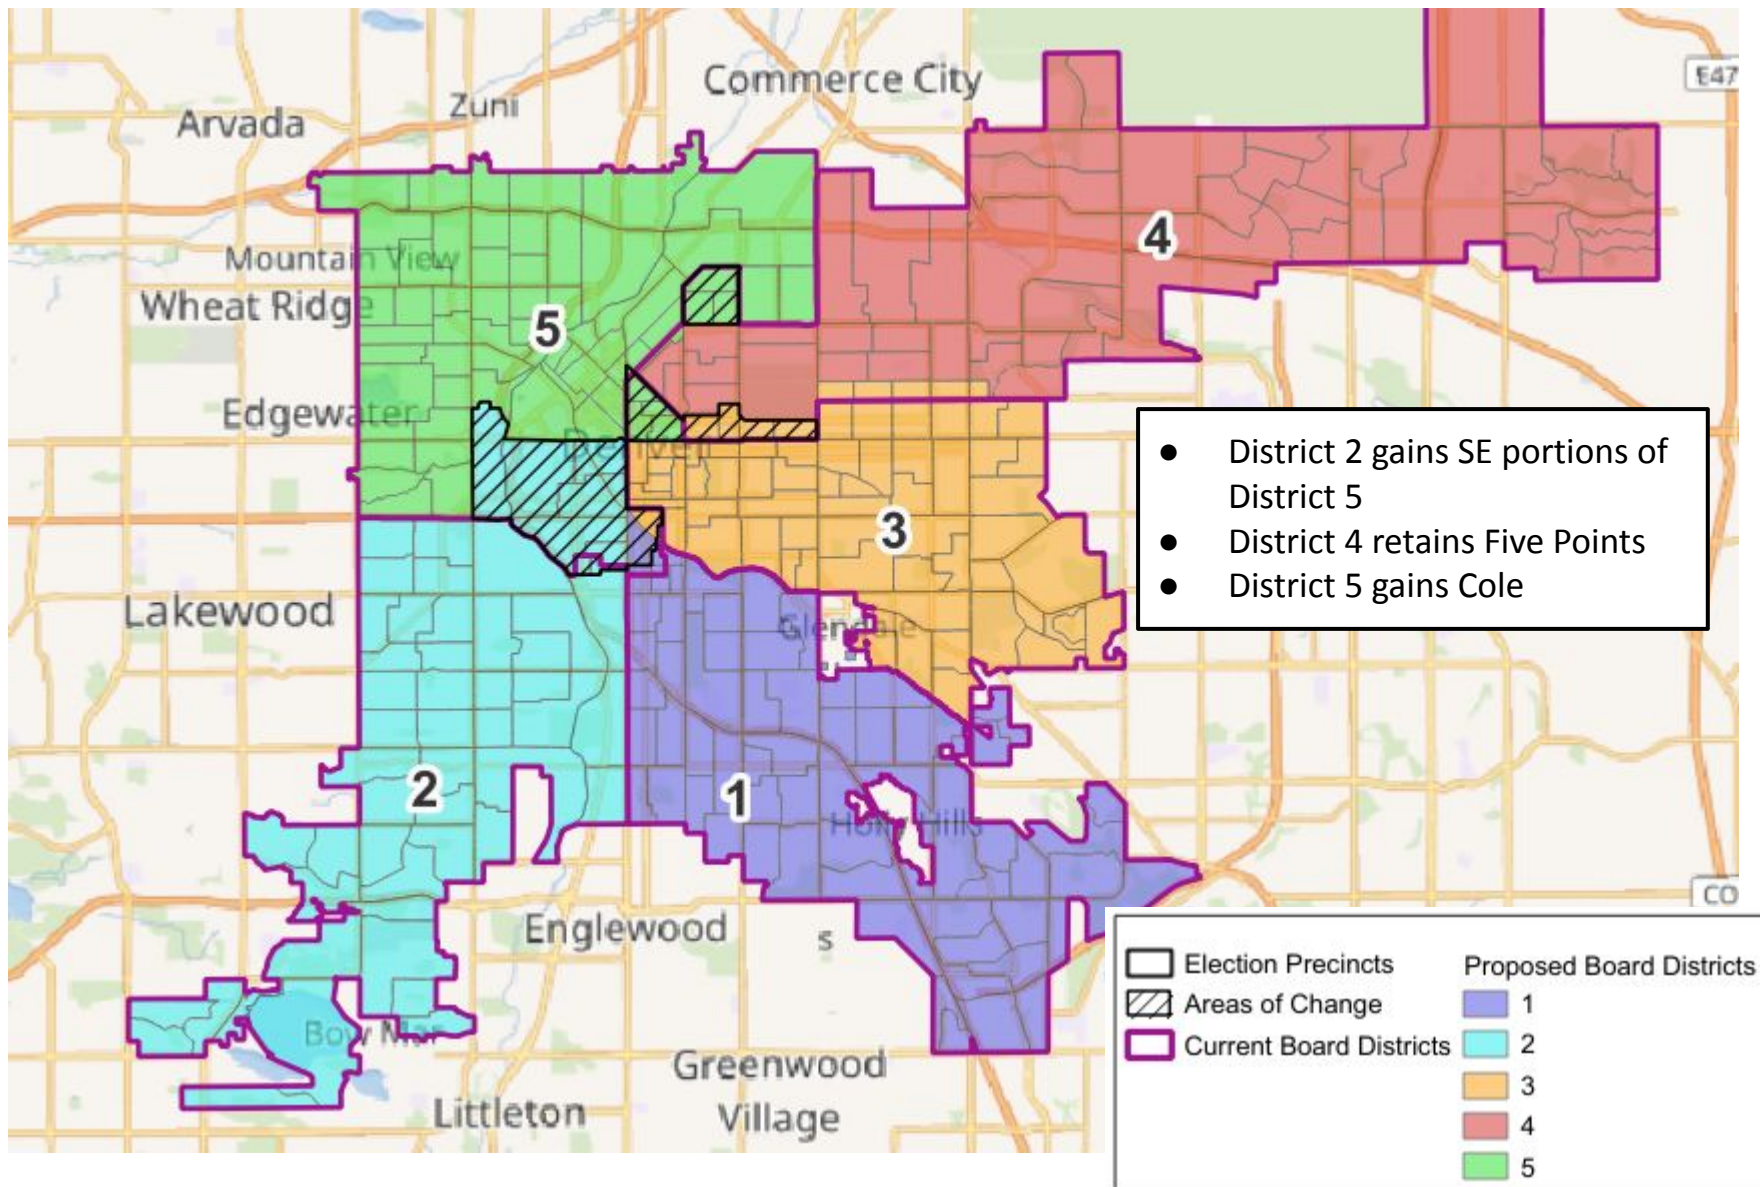 Commerce City
E47
Zuni
Arvada
4
Mountain View
Wheat Ridge
5
Edgewater
Denver
● District 2 gains SE portions of
District 5
● District 4 retains Five Points
● District 5 gains Cole
3
Lakewood
Glendale
2
1
Holly Hills
CO
Englewood
s
Election Precincts
Areas of Change
Current Board Districts
Proposed Board Districts
1
2
3
4
5
Bow Mar
Greenwood
Village
Littleton